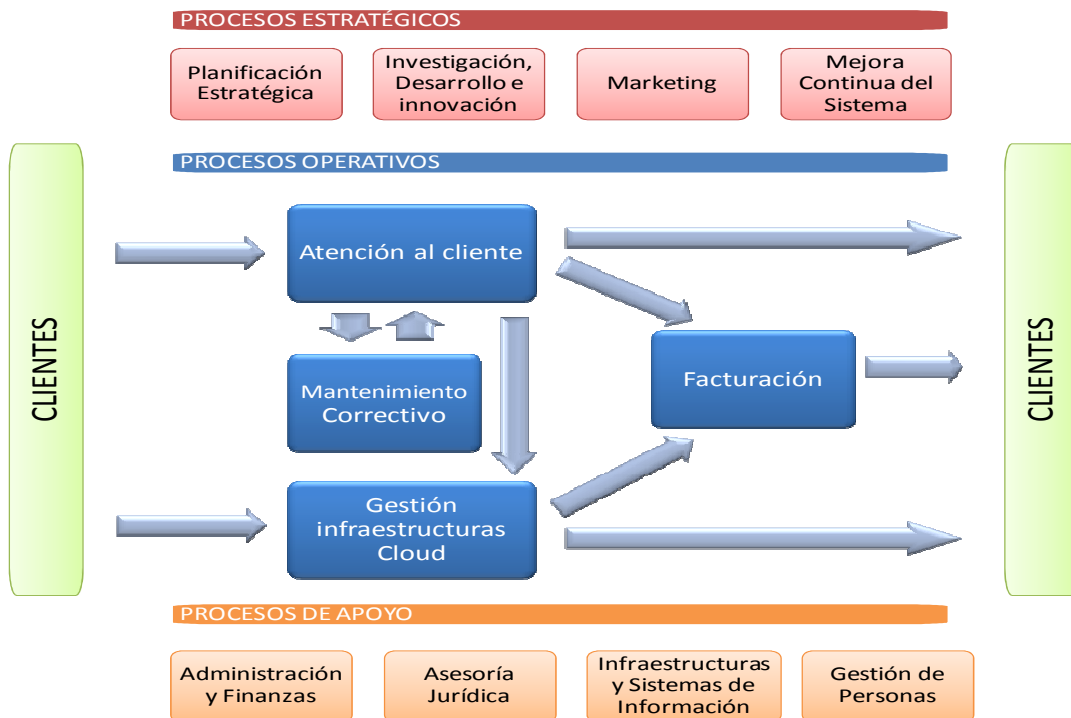 PROCESOS ESTRATÉGICOS
Planificación
Estratégica
Investigación,
Desarrollo e
innovación
Marketing
Mejora
Continua del
Sistema
PROCESOS OPERATIVOS
CLIENTES
Atención al cliente
Mantenimiento
Correctivo
Gestión
infraestructuras
Cloud
Facturación
CLIENTES
PROCESOS DE APOYO
Administración
y Finanzas
Asesoría
Jurídica
Infraestructuras
y Sistemas de
Información
Gestión de
Personas